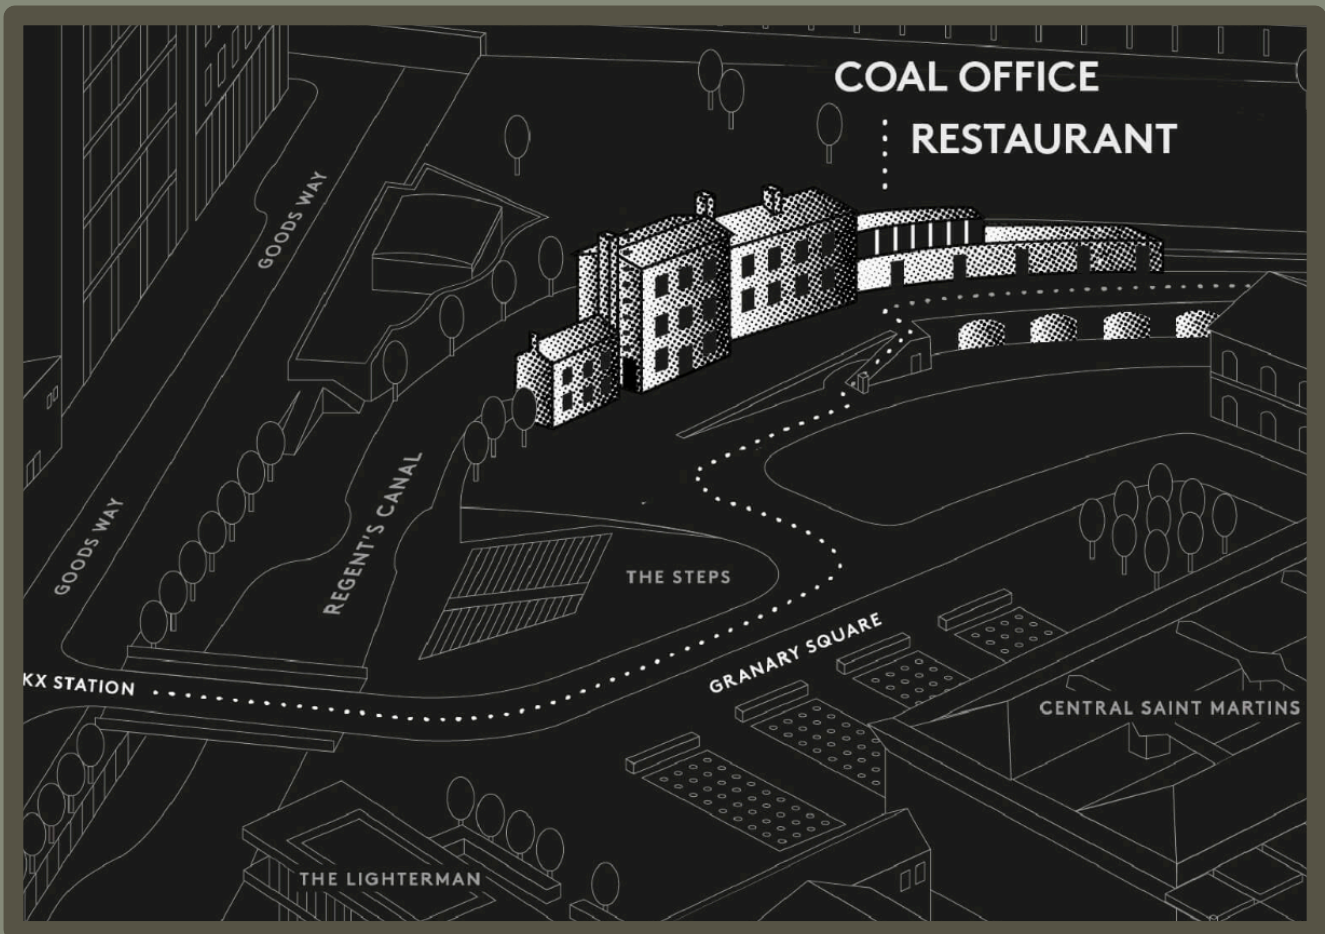 COAL OFFICE
RESTAURANT
GOODS WAY
GOODS WAY
REGENT'S CANAL
THE STEPS
GRANARY SQUARE
KX STATION
CENTRAL SAINT MARTINS
THE LIGHTERMAN